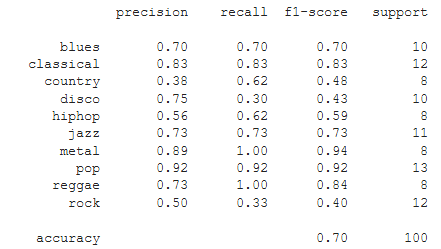 precision recall f1-score support
blues 0.70 0.70 0.70 10
classical 0.83 0.83 0.83 12
country 0.38 0.62 0.48 8
disco 0.75 0.30 0.43 10
hiphop 0.56 0.62 0.59 8
jazz 0.73 0.73 0.73 11
metal 0.89 1.00 0.94 8
pop 0.92 0.92 0.92 13
reggae 0.73 1.00 0.84 8
rock 0.50 0.33 0.40 12
accuracy 0.70 100